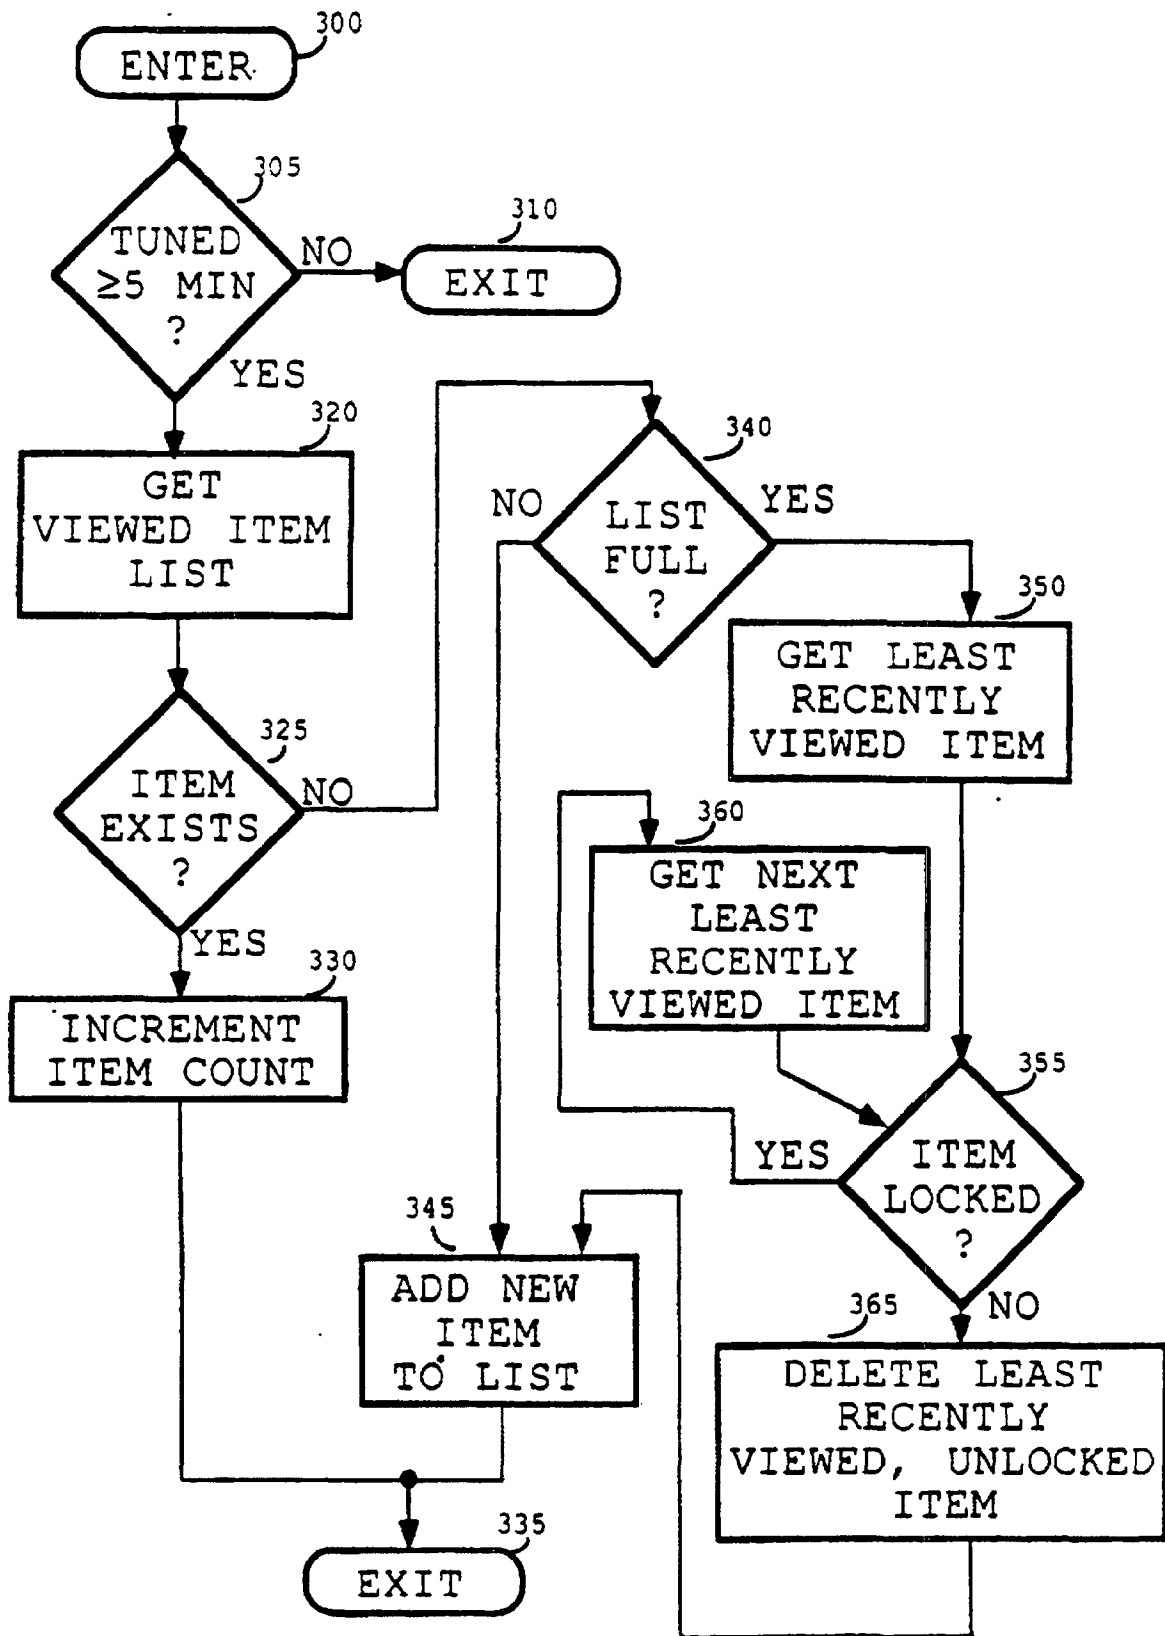 300
ENTER
305
TUNED
≥5 MIN
?
NO
310
EXIT
YES
320
GET
VIEWED ITEM
LIST
325
ITEM
EXISTS
?
NO
YES
330
INCREMENT
ITEM COUNT
340
LIST
FULL
?
NO
YES
350
GET LEAST
RECENTLY
VIEWED ITEM
360
GET NEXT
LEAST
RECENTLY
VIEWED ITEM
355
ITEM
LOCKED
?
YES
NO
345
ADD NEW
ITEM
TO LIST
365
DELETE LEAST
RECENTLY
VIEWED, UNLOCKED
ITEM
335
EXIT